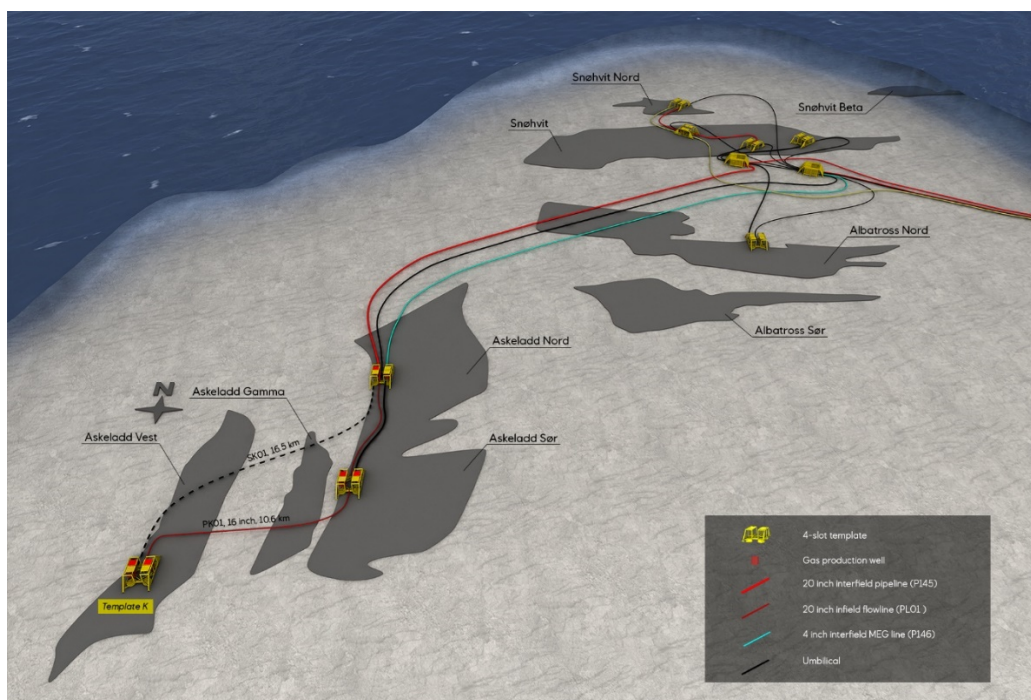 Snøhvit Nord
Snøhvit Beta
Snøhvit
Albatross Nord
Albatross Sør
Askeladd Nord
N
Askeladd Gamma
Askeladd Vest
Askeladd Sør
SK01, 16.5 km
PK01, 16 inch, 10.6 km
Template K
4-slot template
Gas production well
20 inch interfield pipeline (P145)
20 inch infield flowline (PL01 )
4 inch interfield MEG line (P146)
Umbilical